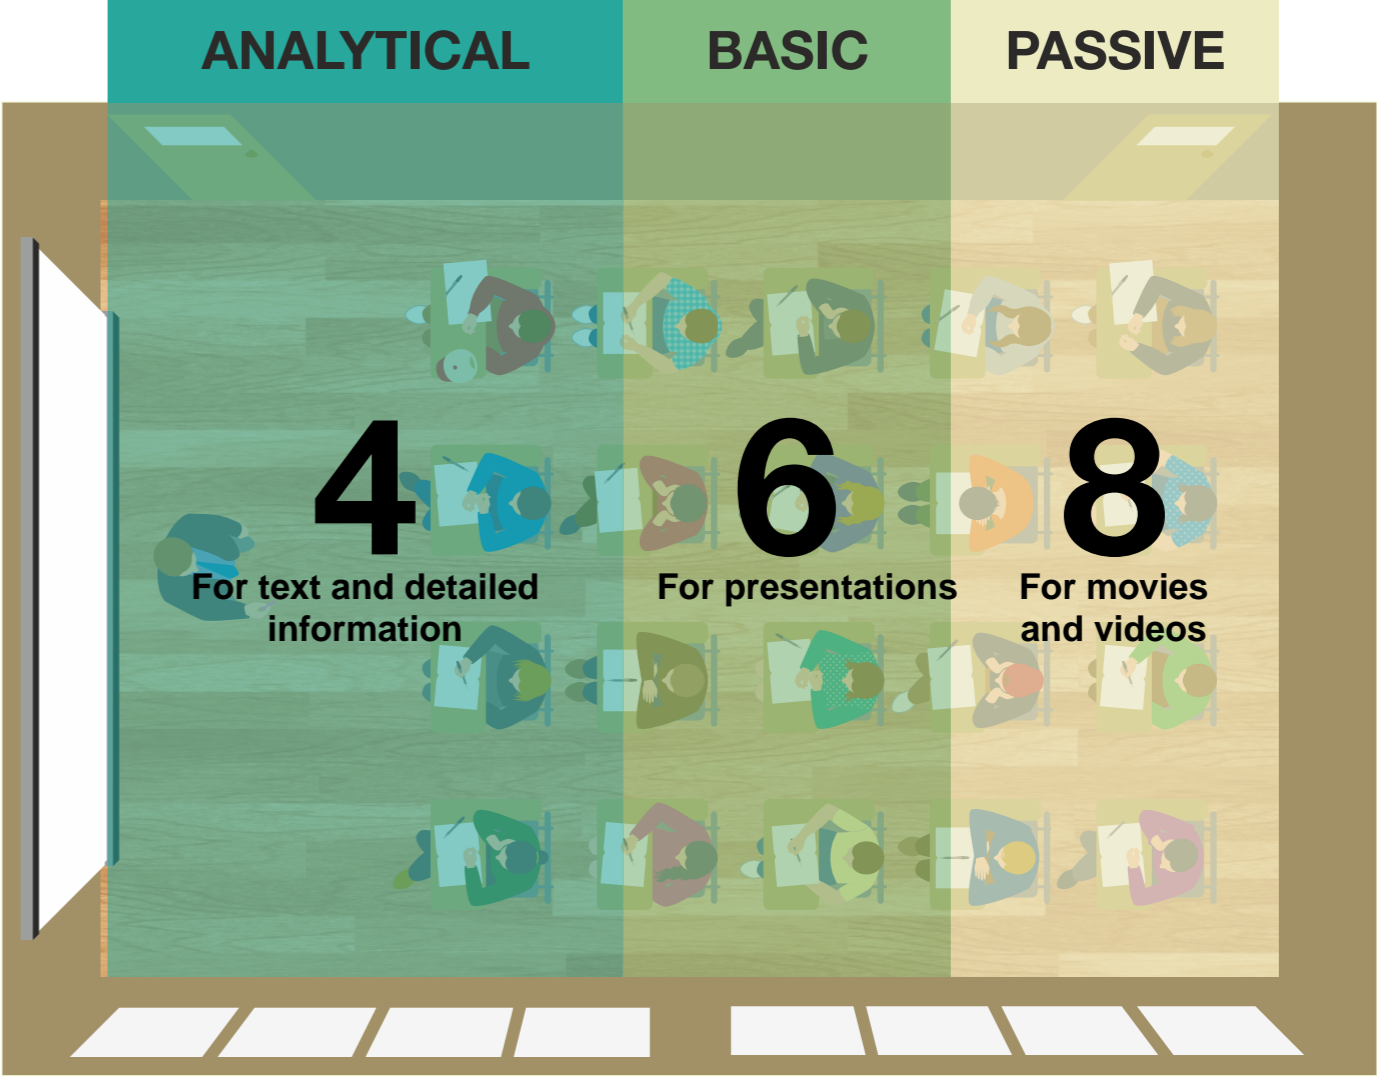 ANALYTICAL
BASIC
PASSIVE
4
For text and detailed
information
6
For presentations
8
For movies
and videos